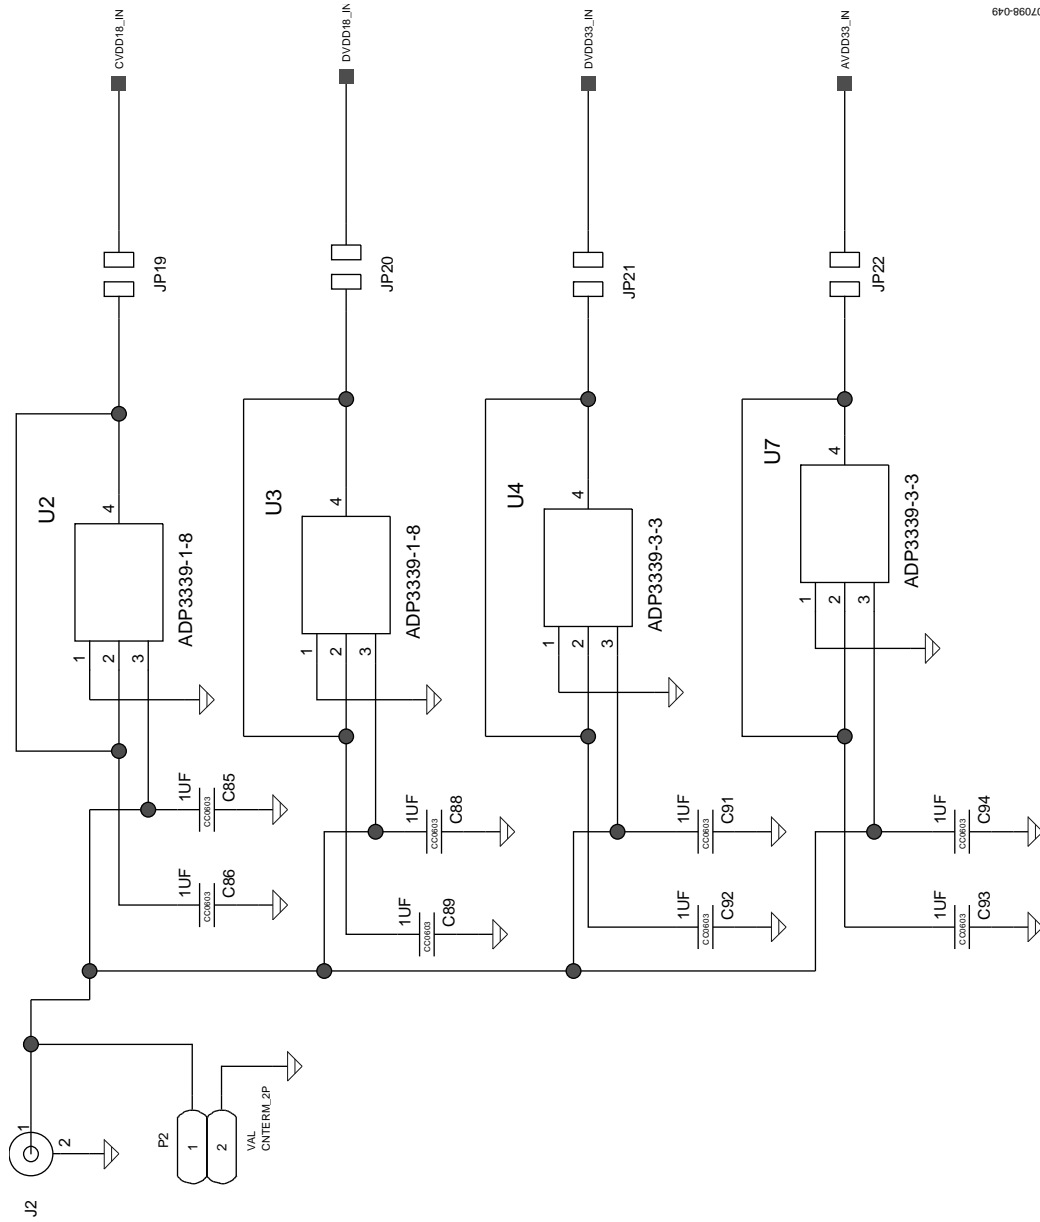 07098-049
CVDD18_IN
DVDD18_IN
DVDD33_IN
AVDD33_IN
JP19
JP20
JP21
JP22
U2
4
ADP3339-1-8
1
2
3
U3
4
ADP3339-1-8
1
2
3
U4
4
ADP3339-3-3
1
2
3
U7
4
ADP3339-3-3
1
2
3
1UF
CC0603
C85
1UF
CC0603
C86
1UF
CC0603
C88
1UF
CC0603
C89
1UF
CC0603
C91
1UF
CC0603
C92
1UF
CC0603
C94
1UF
CC0603
C93
J2
1
2
P2
1
2
VAL
CNTERM_2P